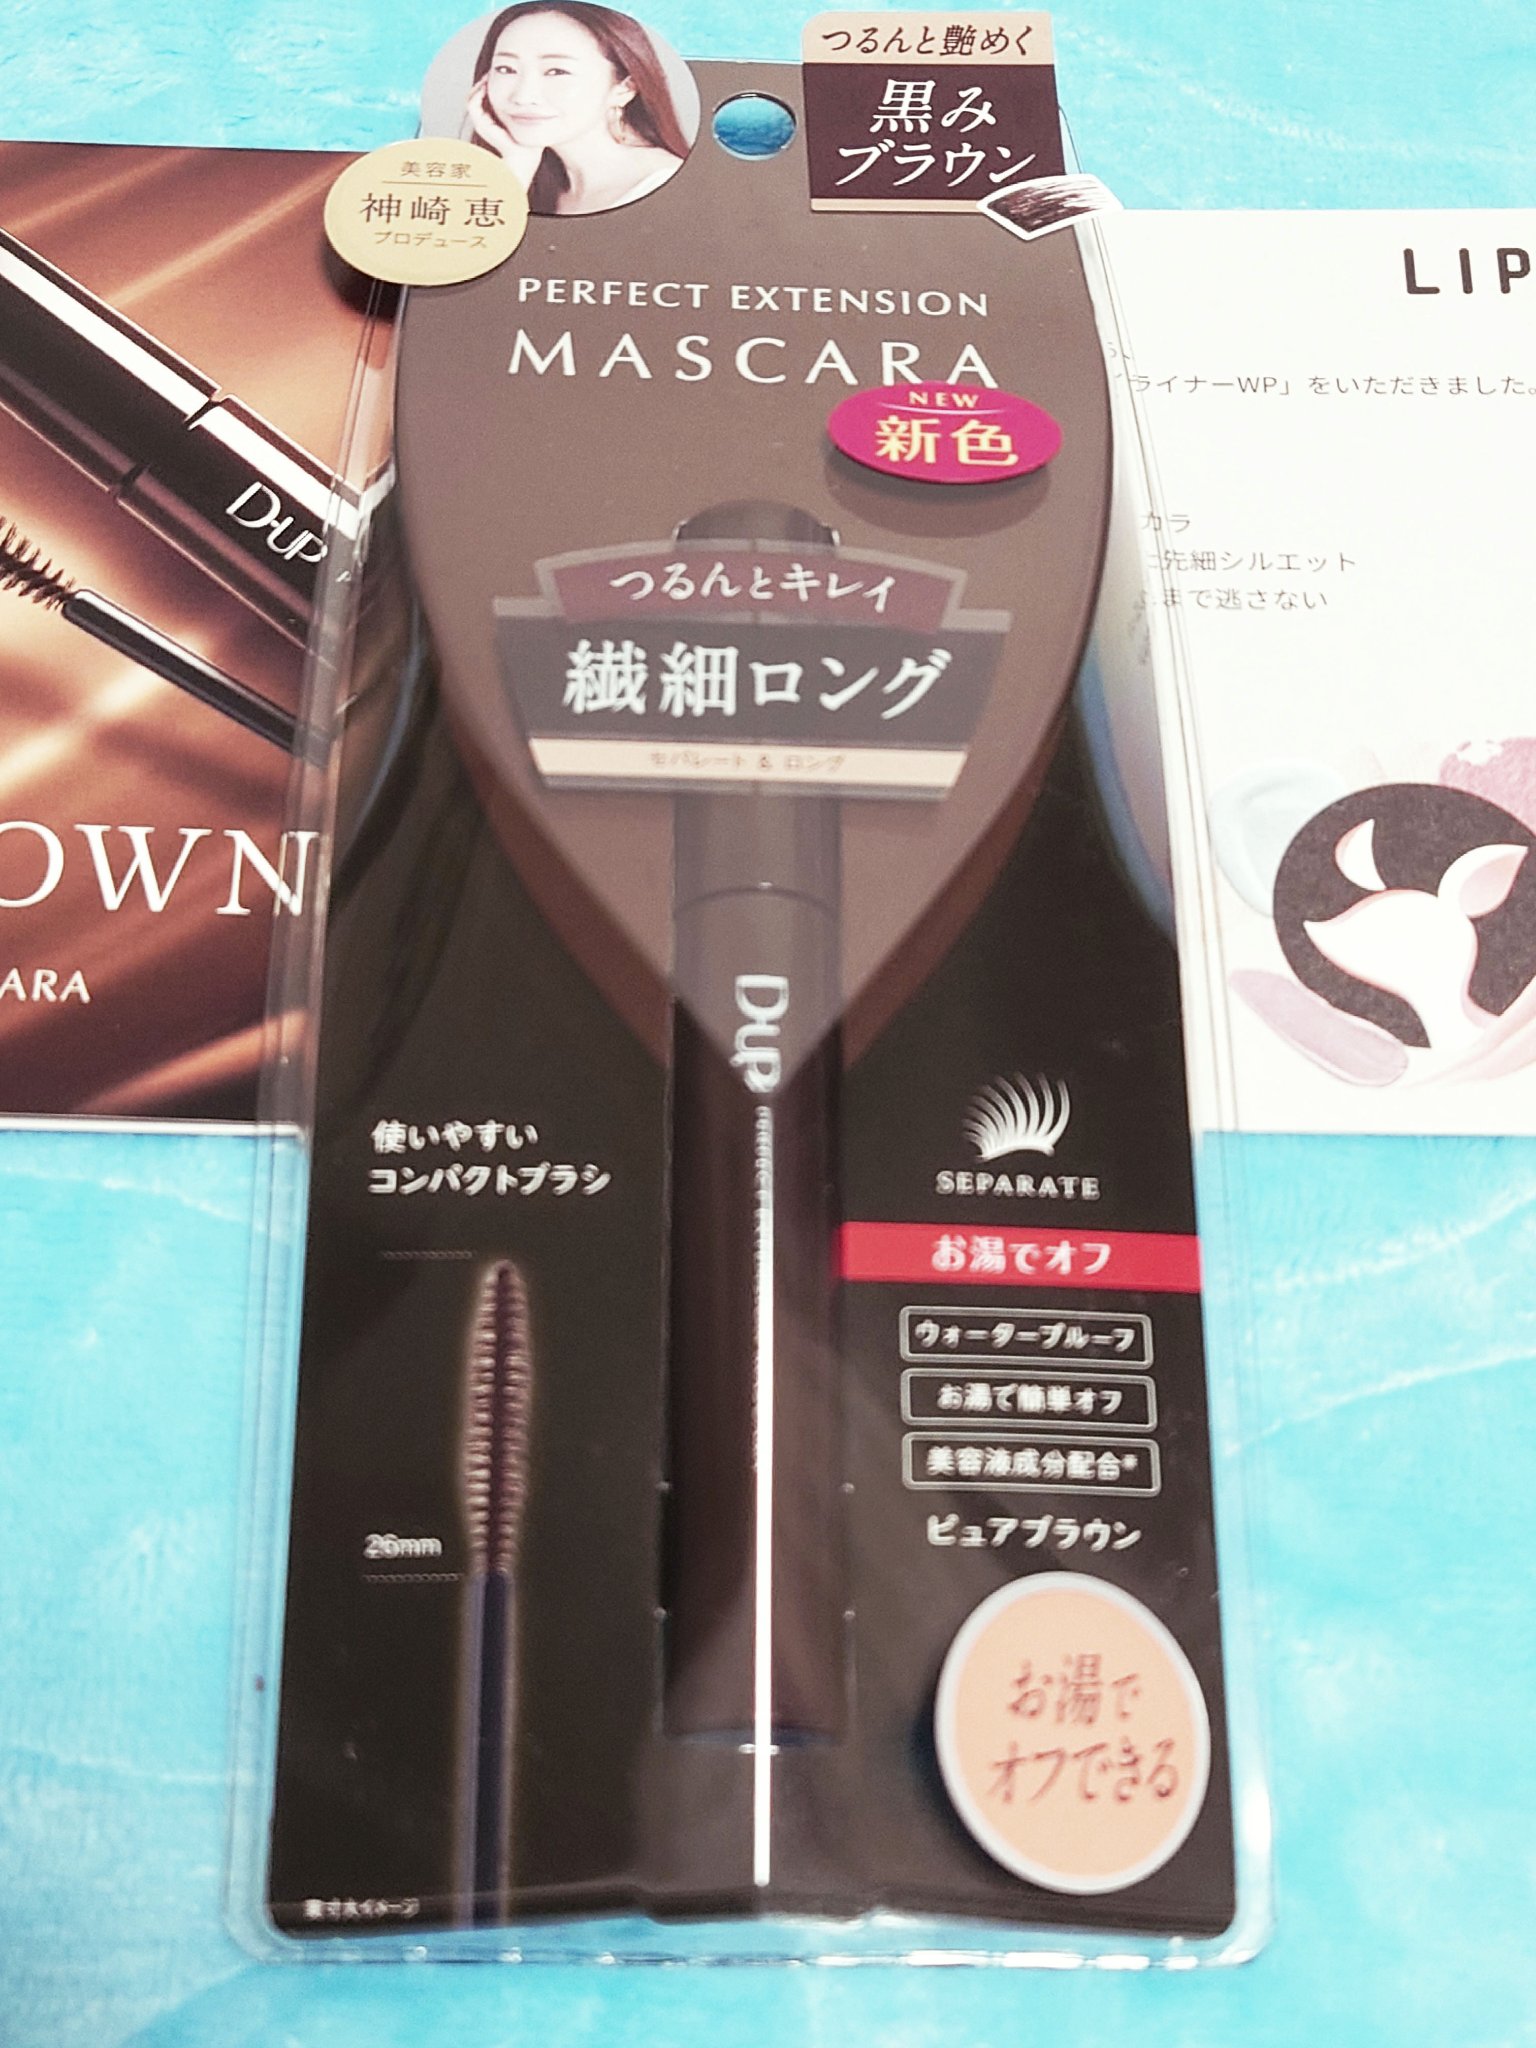 つるんと艶めく
黒み
ブラウン
美容家
神崎 恵
プロデュース
PERFECT EXTENSION
MASCARA
NEW
新色
つるんとキレイ
繊細ロング
セパレート & ロング
D-UP
使いやすい
コンパクトブラシ
26mm
実寸大イメージ
SEPARATE
お湯でオフ
ウォータープルーフ
お湯で簡単オフ
美容液成分配合*
ピュアブラウン
お湯で
オフできる
D-UP
OWN
ARA
LIP
ライナーWP」をいただきました。
カラ
先細シルエット
まで逃さない